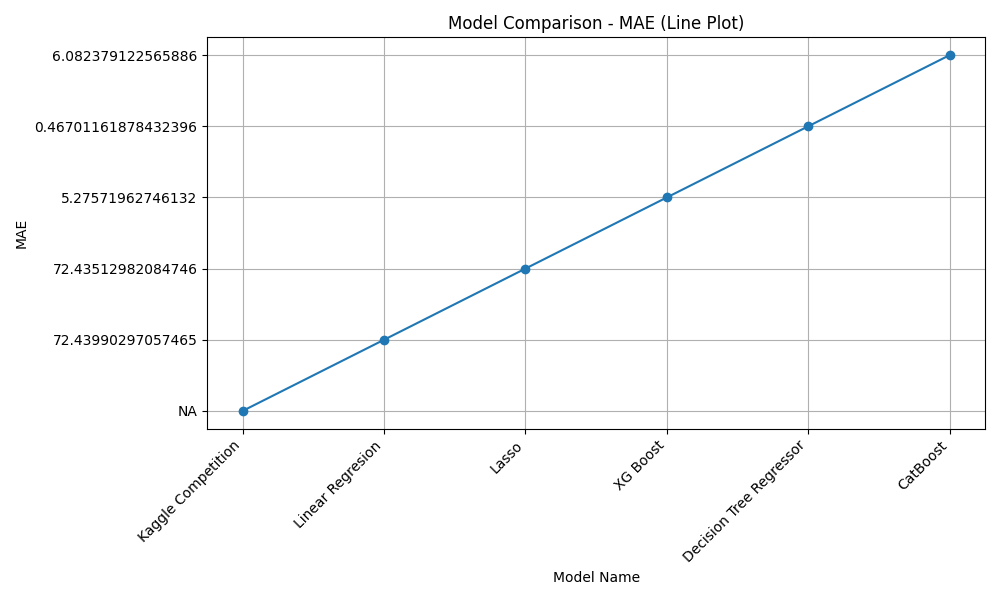 Model Comparison - MAE (Line Plot)
6.082379122565886
0.46701161878432396
5.27571962746132
72.43512982084746
72.43990297057465
NA
MAE
Kaggle Competition
Linear Regresion
Lasso
XG Boost
Decision Tree Regressor
CatBoost
Model Name